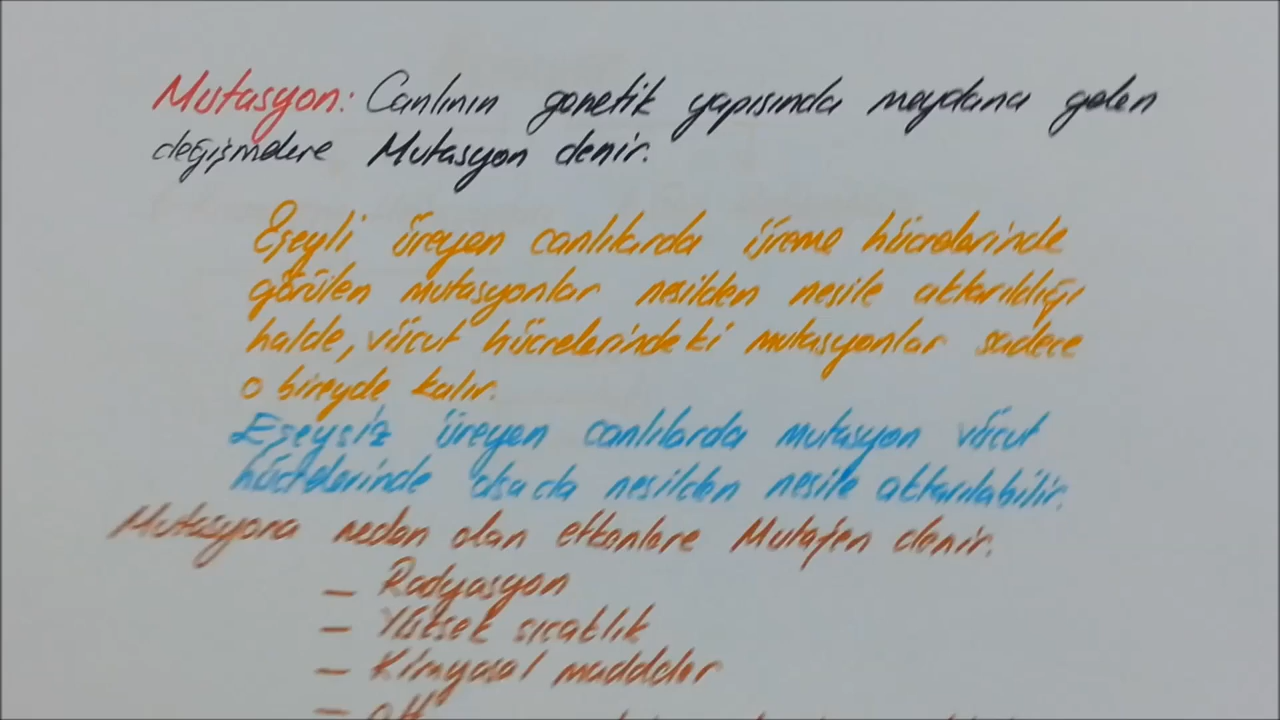 Mutasyon: Canlının genetik yapısında meydana gelen
değişmelere Mutasyon denir.
Eşeyli üreyen canlılarda üreme hücrelerinde
görülen mutasyonlar nesilden nesile aktarıldığı
halde, vücut hücrelerindeki mutasyonlar sadece
o bireyde kalır.
Eşeysiz üreyen canlılarda mutasyon vücut
hücrelerinde olsa da nesilden nesile aktarılabilir.
Mutasyona neden olan etkenlere Mutajen denir.
— Radyasyon
— Yüksek sıcaklık
— Kimyasal maddeler
— pH